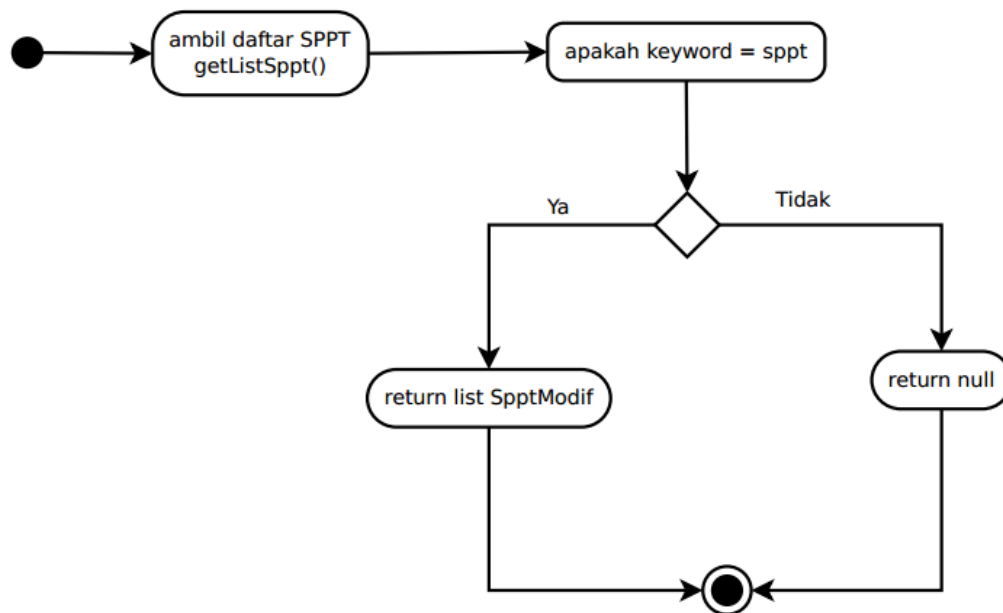 ambil daftar SPPT
getListSppt()
apakah keyword = sppt
Ya
Tidak
return list SpptModif
return null